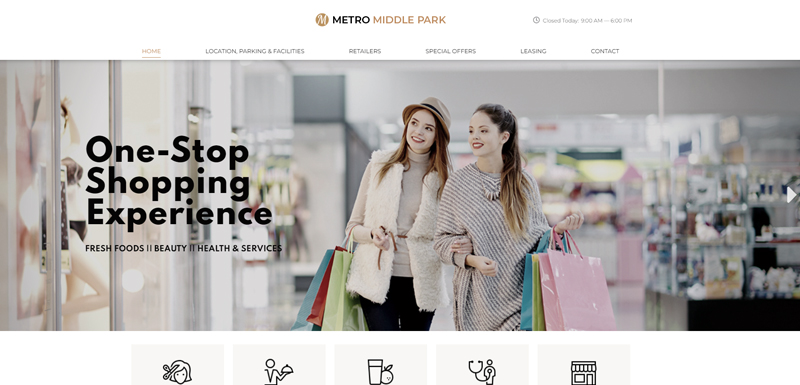 METRO MIDDLE PARK
Closed Today: 9:00 AM — 6:00 PM
HOME
LOCATION, PARKING & FACILITIES
RETAILERS
SPECIAL OFFERS
LEASING
CONTACT
One-Stop
Shopping
Experience
FRESH FOODS || BEAUTY || HEALTH & SERVICES